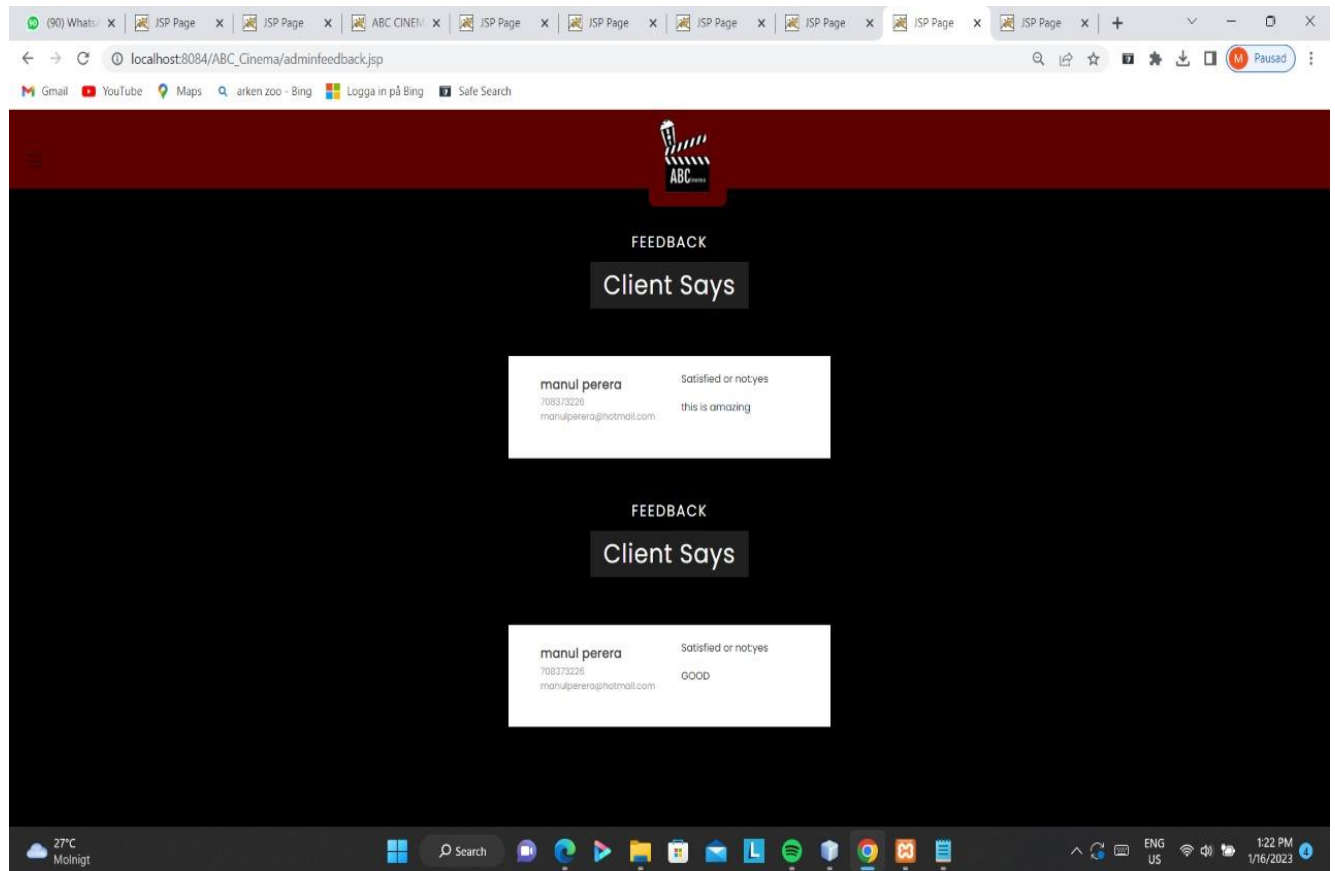 (90) Whats
JSP Page
JSP Page
ABC CINEM
JSP Page
JSP Page
JSP Page
JSP Page
JSP Page
JSP Page
localhost:8084/ABC_Cinema/adminfeedback.jsp
M
Pausad
Gmail
YouTube
Maps
arken zoo - Bing
Logga in på Bing
Safe Search
ABC
FEEDBACK
Client Says
manul perera
708373226
manulperera@hotmail.com
Satisfied or not:yes
this is amazing
FEEDBACK
Client Says
manul perera
708373226
manulperera@hotmail.com
Satisfied or not:yes
GOOD
27°C
Molnigt
Search
L
ENG
US
1:22 PM
1/16/2023
4